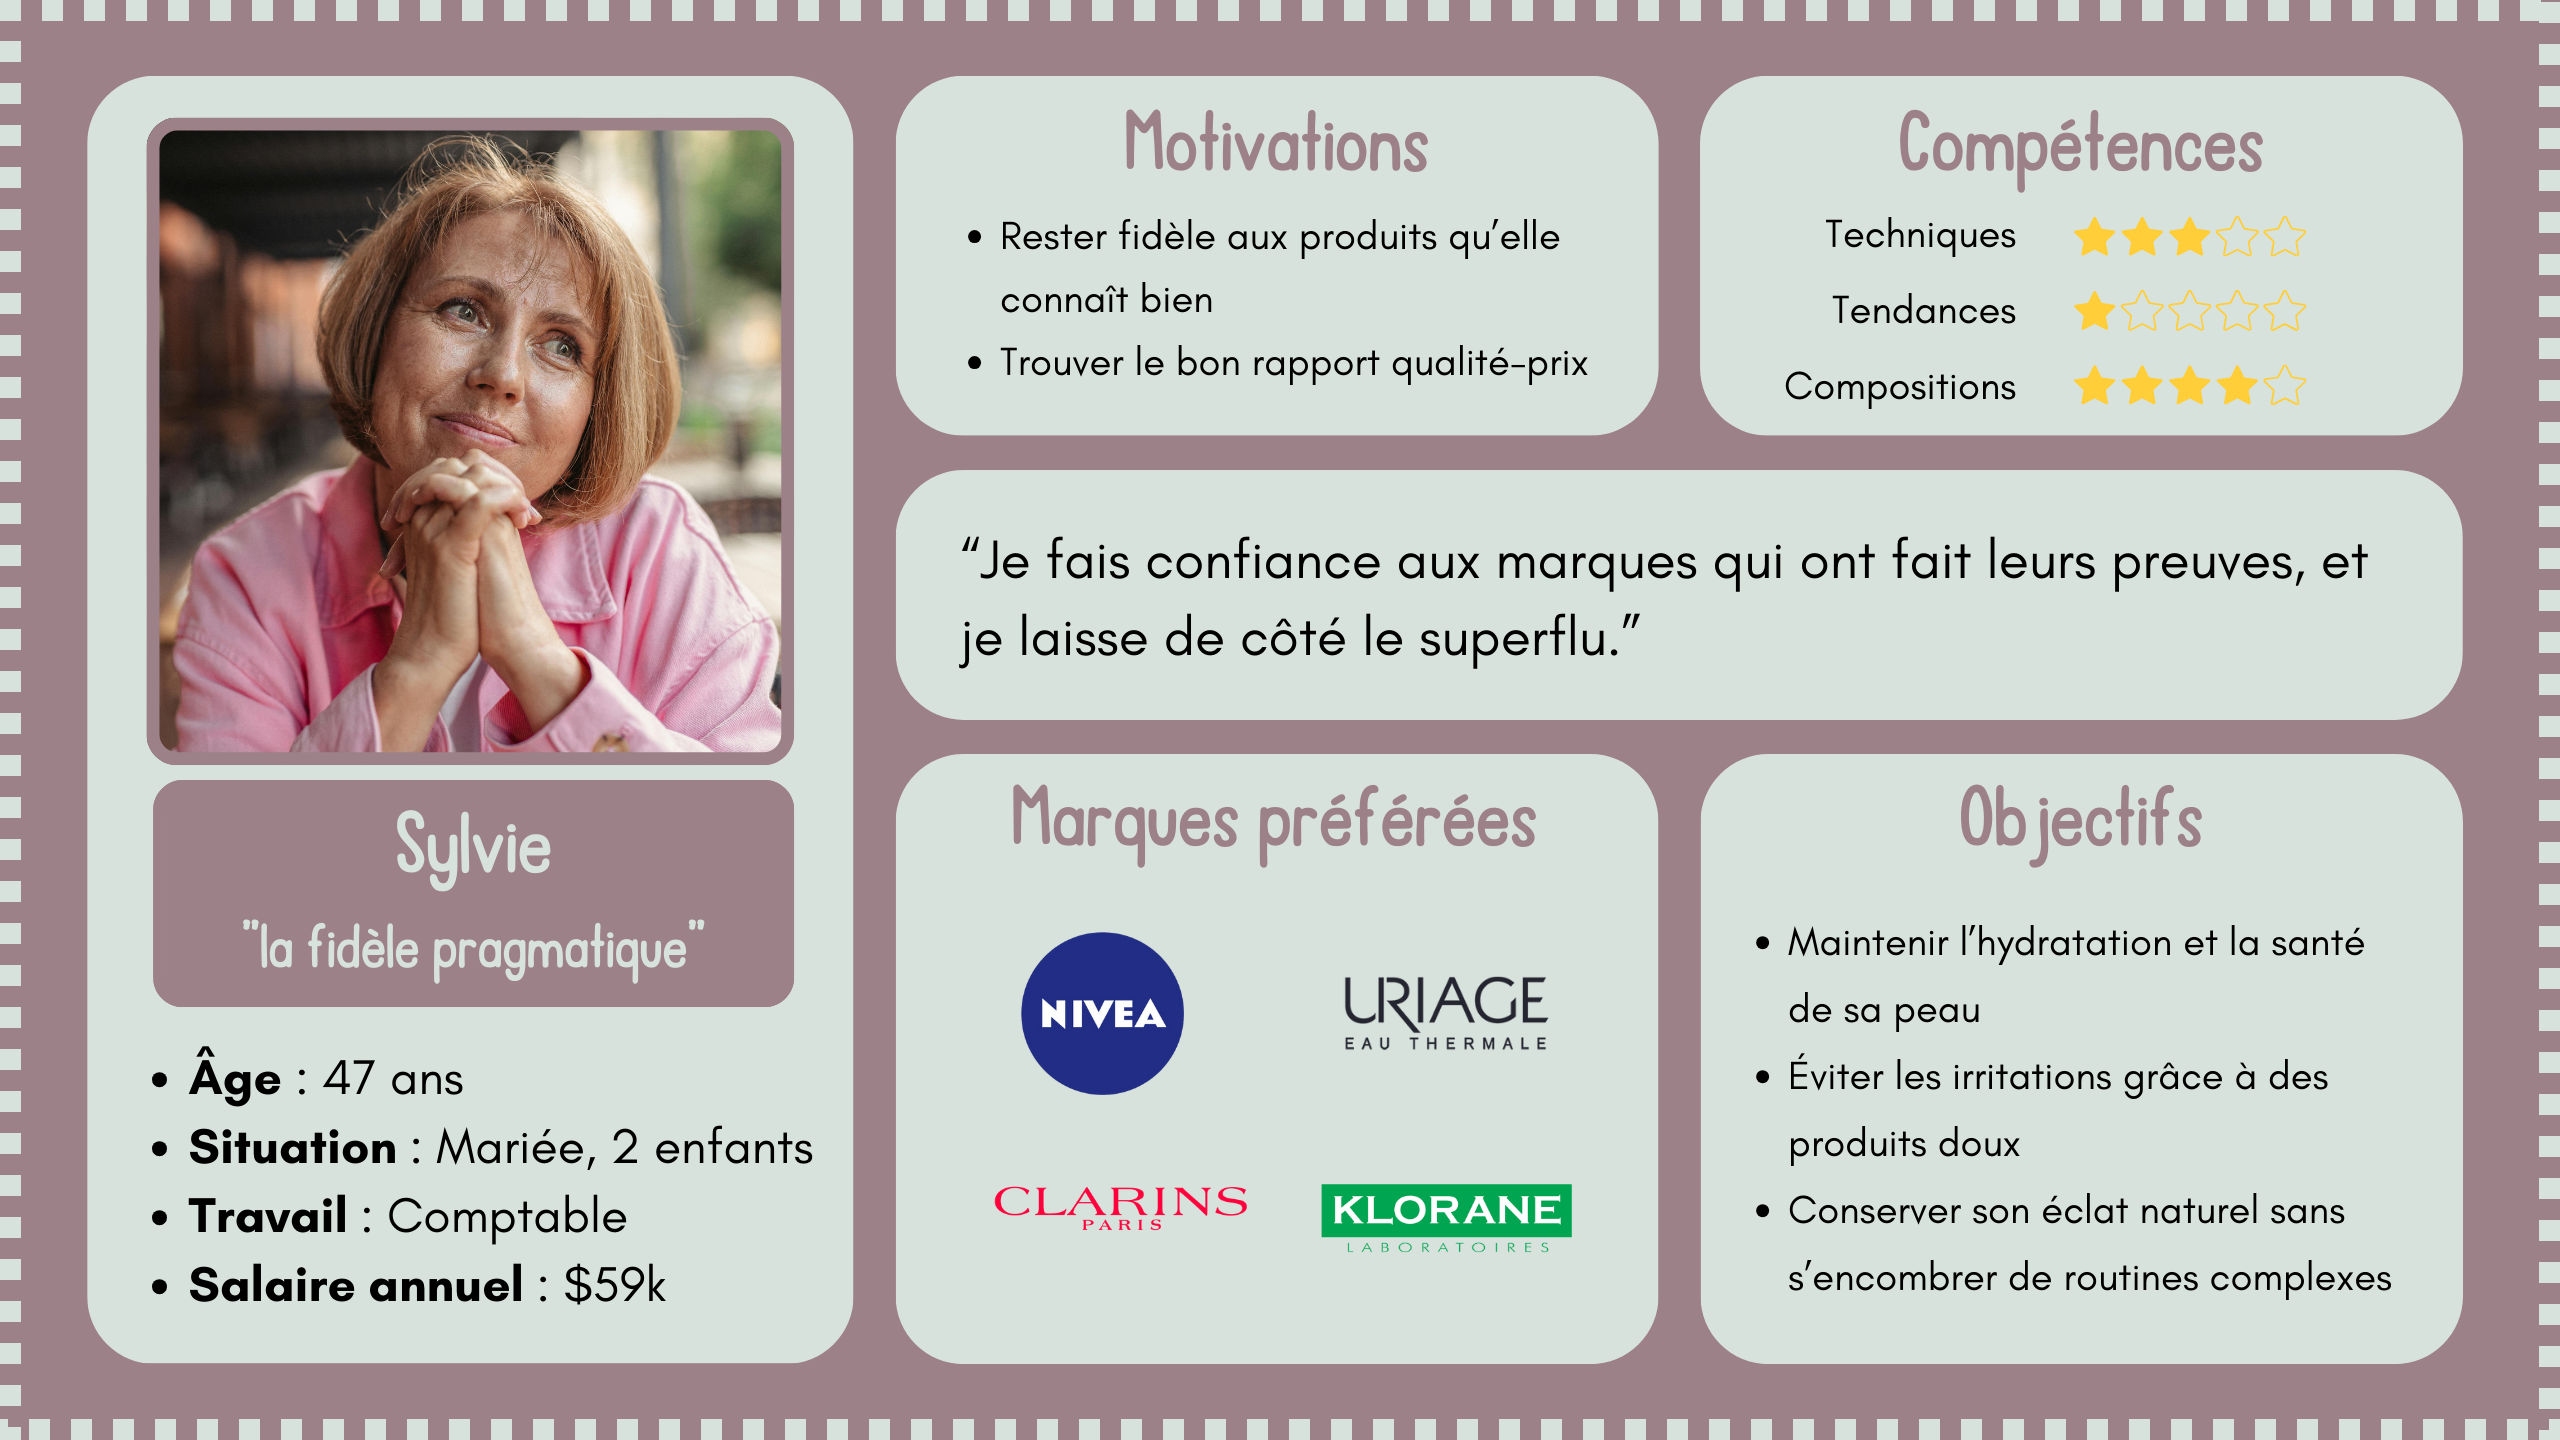 Sylvie
"la fidèle pragmatique"
• Âge : 47 ans
• Situation : Mariée, 2 enfants
• Travail : Comptable
• Salaire annuel : $59k
Motivations
• Rester fidèle aux produits qu’elle
connaît bien
• Trouver le bon rapport qualité-prix
Compétences
Techniques
Tendances
Compositions
“Je fais confiance aux marques qui ont fait leurs preuves, et
je laisse de côté le superflu.”
Marques préférées
NIVEA
URIAGE
EAU THERMALE
CLARINS
PARIS
KLORANE
LABORATOIRES
Objectifs
• Maintenir l’hydratation et la santé
de sa peau
• Éviter les irritations grâce à des
produits doux
• Conserver son éclat naturel sans
s’encombrer de routines complexes